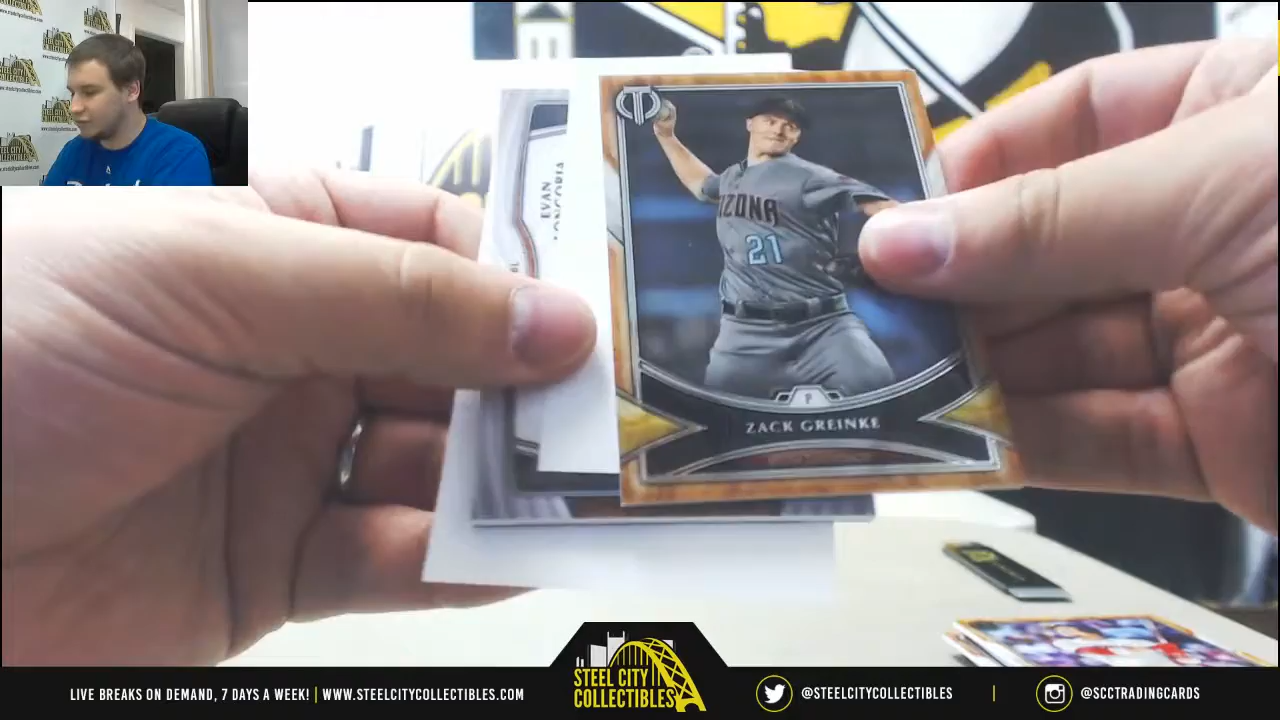 EVAN
LONGORIA
IZONA
21
P
ZACK GREINKE
STEEL CITY
COLLECTIBLES
LIVE BREAKS ON DEMAND, 7 DAYS A WEEK! | WWW.STEELCITYCOLLECTIBLES.COM
@STEELCITYCOLLECTIBLES | @SCCTRADINGCARDS